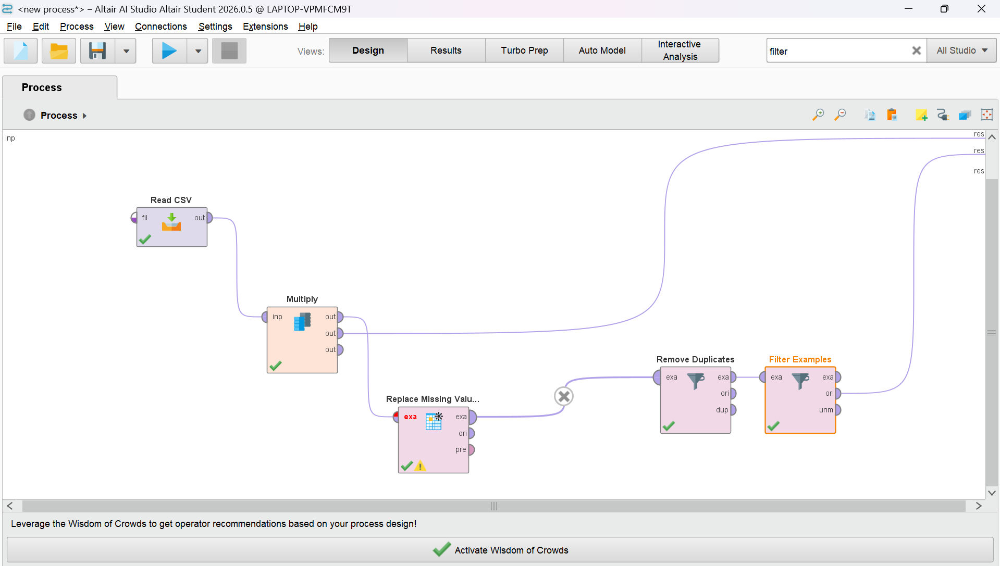 <new process*> – Altair AI Studio Altair Student 2026.0.5 @ LAPTOP-VPMFCM9T
File Edit Process View Connections Settings Extensions Help
Views: Design Results Turbo Prep Auto Model Interactive Analysis filter All Studio
Process
Process
inp
res
res
res
Read CSV
fil out
Multiply
inp out
out
out
Replace Missing Valu...
exa exa
ori
pre
Remove Duplicates
exa exa
ori
dup
Filter Examples
exa exa
ori
unm
Leverage the Wisdom of Crowds to get operator recommendations based on your process design!
Activate Wisdom of Crowds